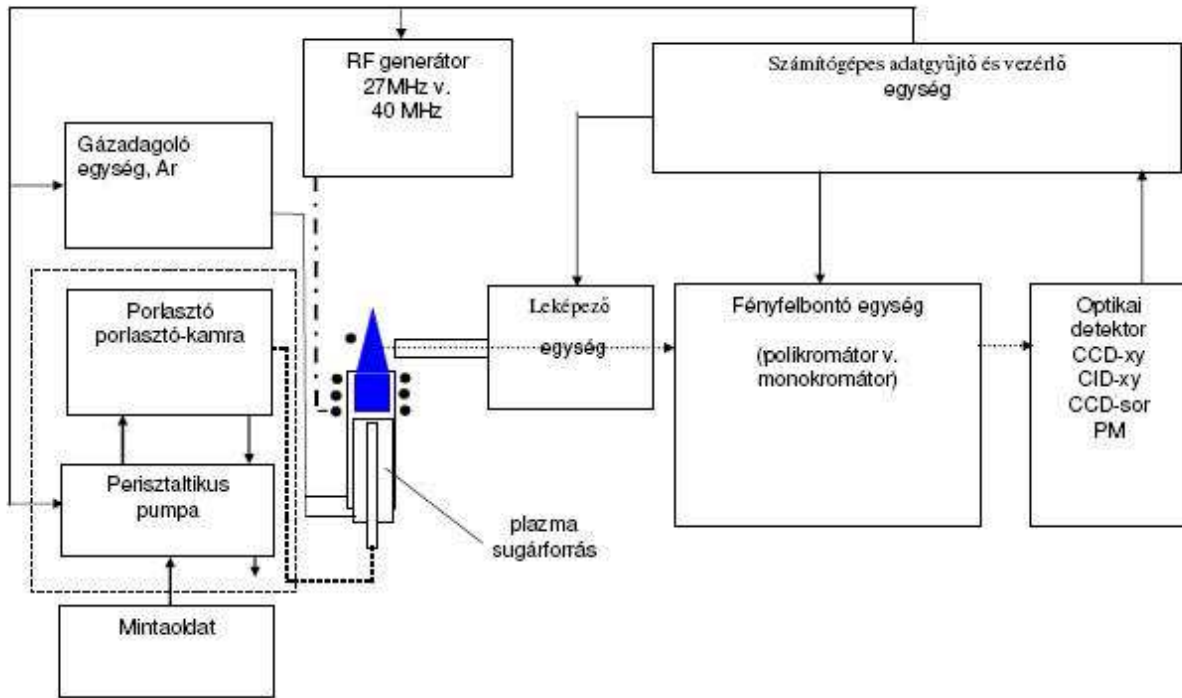 RF generátor
27MHz v.
40 MHz
Számítógépes adatgyűjtő és vezérlő
egység
Gázadagoló
egység, Ar
Porlasztó
porlasztó-kamra
Leképező
egység
Fényfelbontó egység
(polikromátor v.
monokromátor)
Optikai
detektor
CCD-xy
CID-xy
CCD-sor
PM
Perisztaltikus
pumpa
plazma
sugárforrás
Mintaoldat